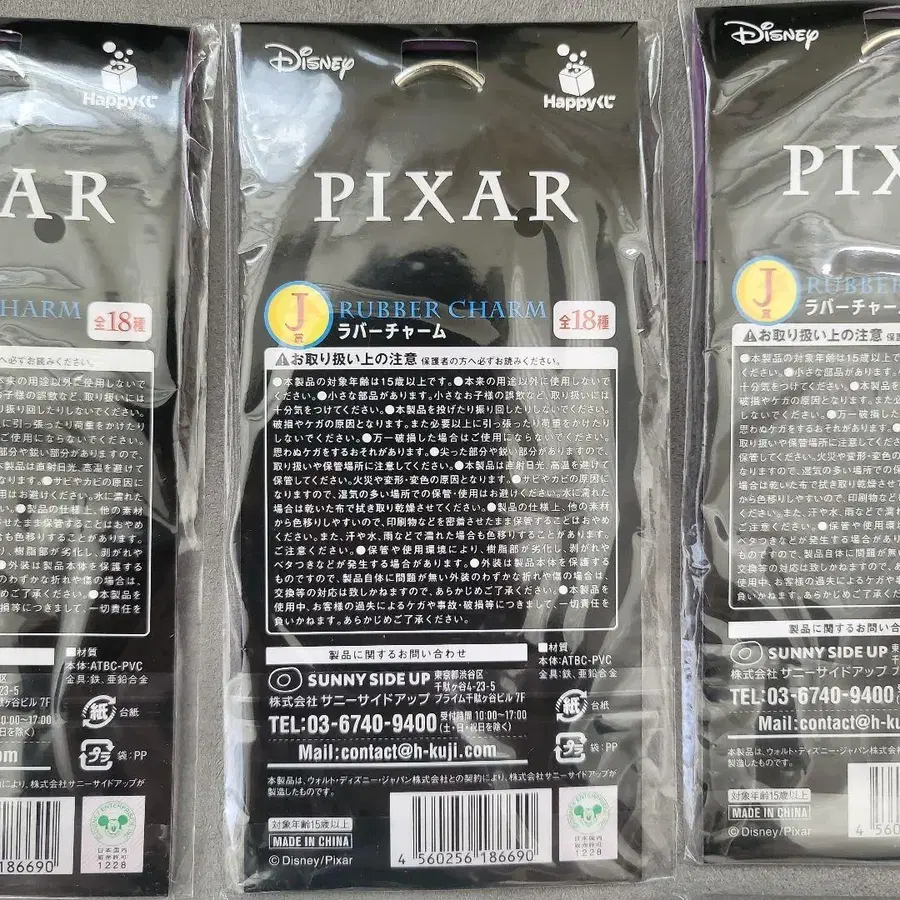 Disney
Happyくじ
PIXAR
J賞
RUBBER CHARM
ラバーチャーム
全18種
⚠お取り扱い上の注意 保護者の方へ必ずお読みください。
●本製品の対象年齢は15歳以上です。●本来の用途以外に使用しないで
ください。●小さな部品があります。小さなお子様の誤飲など、取り扱いには
十分気をつけてください。●本製品を投げたり振り回したりしないでください。
破損やケガの原因となります。また必要以上に引っ張ったり荷重をかけたり
しないでください。●万一破損した場合はご使用にならないでください。
思わぬケガをするおそれがあります。●尖った部分や鋭い部分がありますので、
取り扱いや保管場所に注意してください。●本製品は直射日光、高温を避けて
保管してください。火災や変形・変色の原因となります。●サビやカビの原因に
なりますので、湿気の多い場所での保管・使用はお避けください。水に濡れた
場合は乾いた布で拭き取り乾燥させてください。●製品の仕様上、他の素材
から色移りしやすいので、印刷物などを密着させたまま保管することはおやめ
ください。また、汗や水、雨などで濡れた場合も色移りすることがあります。
ご注意ください。●保管や使用環境により、樹脂部が劣化し、剥がれや
ベタつきなどが発生する場合があります。●外装は製品本体を保護する
ものですので、製品自体に問題が無い外装のわずかな折れや傷の場合は、
交換等の対応は致しかねますので、あらかじめご了承ください。●本製品を
使用中、お客様の過失によるケガや事故・破損等につきまして、一切責任を
負いかねます。あらかじめご了承ください。
製品に関するお問い合わせ
SUNNY SIDE UP 東京都渋谷区
千駄ヶ谷4-23-5
株式会社 サニーサイドアップ プライム千駄ヶ谷ビル 7F
TEL:03-6740-9400 受付時間 10:00〜17:00
(土・日・祝日を除く)
Mail:contact@h-kuji.com
■材質
本体:ATBC-PVC
金具:鉄、亜鉛合金
紙 台紙
プラ 袋:PP
本製品は、ウォルト・ディズニー・ジャパン株式会社との契約により、株式会社サニーサイドアップが
製造したものです。
対象年齢15歳以上
MADE IN CHINA
©Disney/Pixar
4 560256 186690
日本国内
販売許可
1228